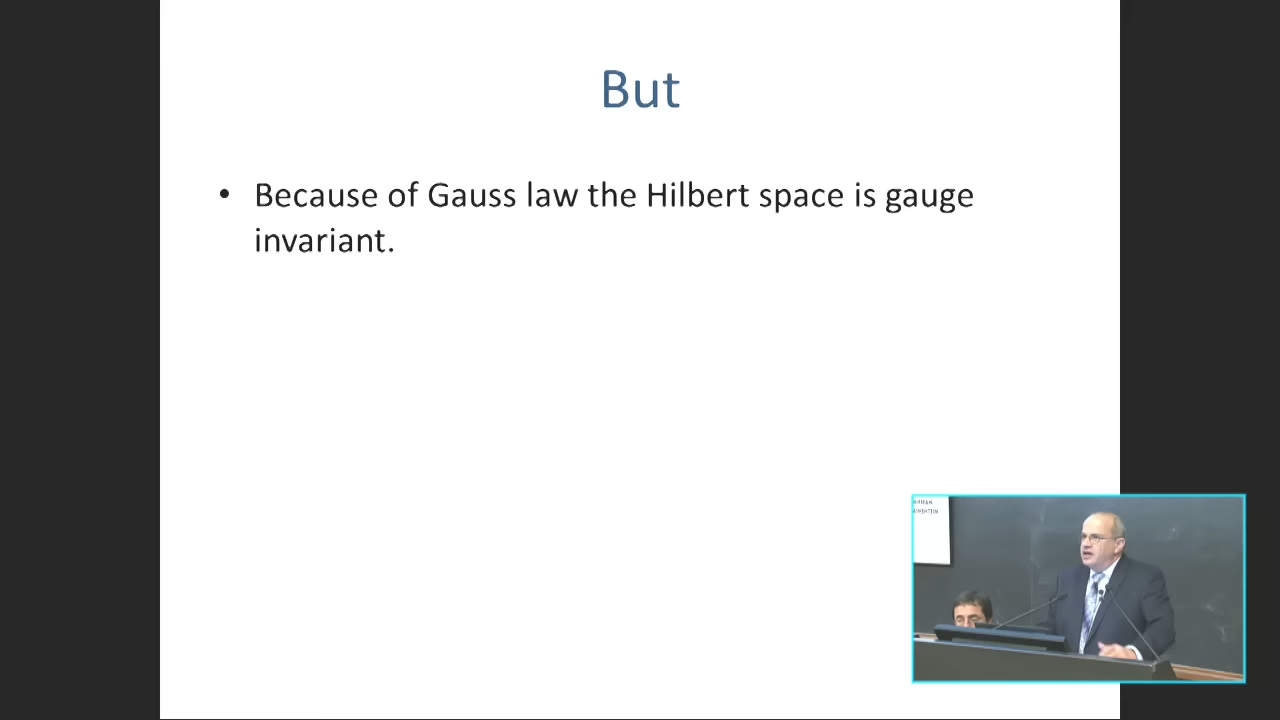 But
• Because of Gauss law the Hilbert space is gauge
invariant.